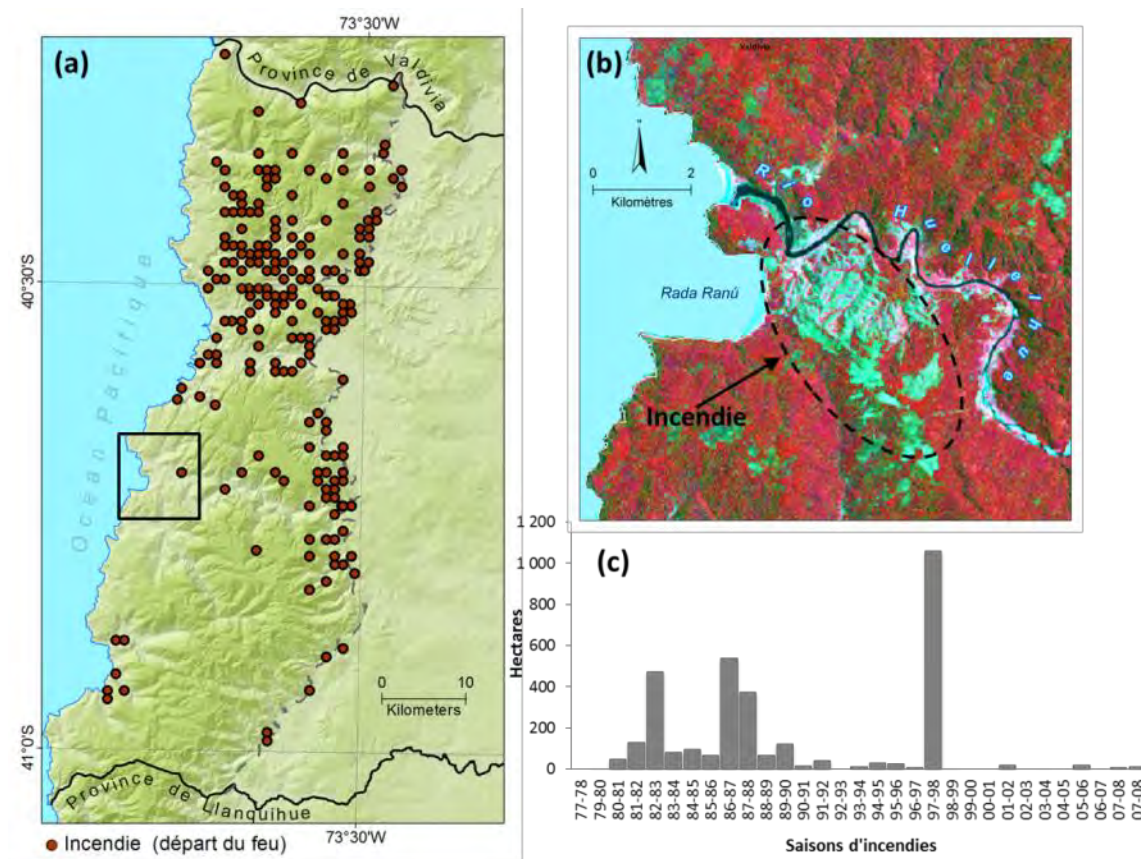 73°30'W
(a)
Province de Valdivia
40°30'S
Océan Pacifique
0 10
Kilometers
41°0'S
Province de Llanquihue
73°30'W
Incendie (départ du feu)
(b)
Valdivia
0 2
Kilomètres
Río Huellelhue
Rada Ranú
Incendie
(c)
Hectares
1 200
1 000
800
600
400
200
0
77-78
79-80
80-81
81-82
82-83
83-84
84-85
85-86
86-87
87-88
88-89
89-90
90-91
91-92
92-93
93-94
94-95
95-96
96-97
97-98
98-99
99-00
00-01
01-02
02-03
04-05
05-06
06-07
07-08
07-08
Saisons d'incendies